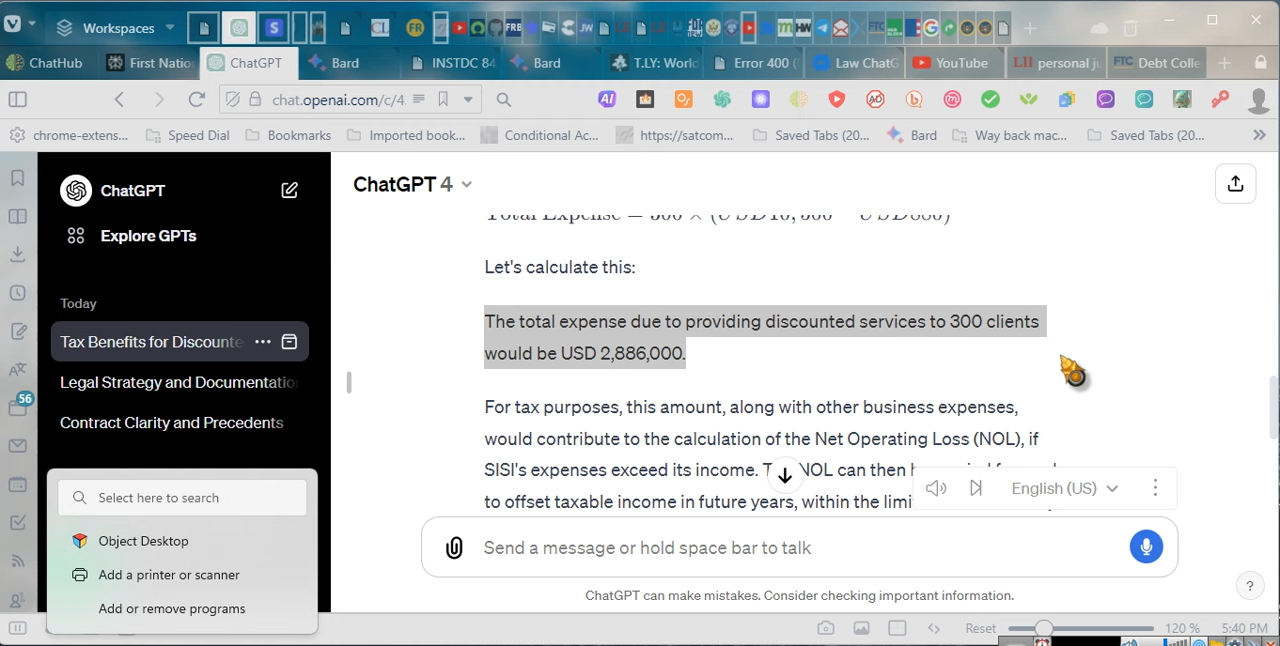 Workspaces
ChatHub
First Natio
ChatGPT
Bard
INSTDC 84
Bard
T.LY: Worl
Error 400 (
Law ChatG
YouTube
LII personal ju
FTC Debt Colle
chat.openai.com/c/4
chrome-extens...
Speed Dial
Bookmarks
Imported book...
Conditional Ac...
https://satcom...
Saved Tabs (20...
Bard
Way back mac...
Saved Tabs (20...
ChatGPT
Explore GPTs
Today
Tax Benefits for Discounte
Legal Strategy and Documentatio
Contract Clarity and Precedents
56
Select here to search
Object Desktop
Add a printer or scanner
Add or remove programs
ChatGPT 4
Let's calculate this:
The total expense due to providing discounted services to 300 clients
would be USD 2,886,000.
For tax purposes, this amount, along with other business expenses,
would contribute to the calculation of the Net Operating Loss (NOL), if
SISI's expenses exceed its income. NOL can then
to offset taxable income in future years, within the limi
English (US)
Send a message or hold space bar to talk
ChatGPT can make mistakes. Consider checking important information.
?
Reset
120 %
5:40 PM